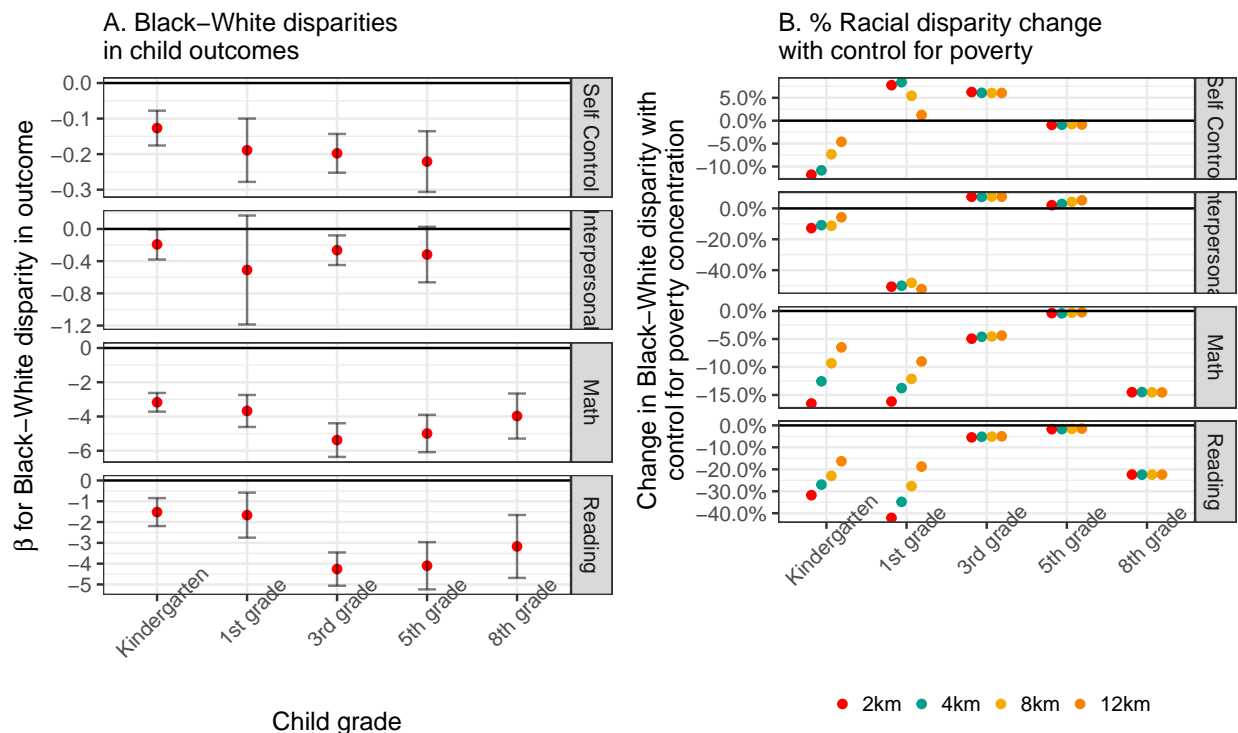 A. Black−White disparities
in child outcomes
β for Black−White disparity in outcome
0.0
−0.1
−0.2
−0.3
Self Control
0.0
−0.4
−0.8
−1.2
Interpersonal
0
−2
−4
−6
Math
0
−1
−2
−3
−4
−5
Reading
Kindergarten
1st grade
3rd grade
5th grade
8th grade
Child grade
B. % Racial disparity change
with control for poverty
Change in Black−White disparity with
control for poverty concentration
5.0%
0.0%
−5.0%
−10.0%
Self Control
0.0%
−20.0%
−40.0%
Interpersonal
0.0%
−5.0%
−10.0%
−15.0%
Math
0.0%
−10.0%
−20.0%
−30.0%
−40.0%
Reading
Kindergarten
1st grade
3rd grade
5th grade
8th grade
2km
4km
8km
12km